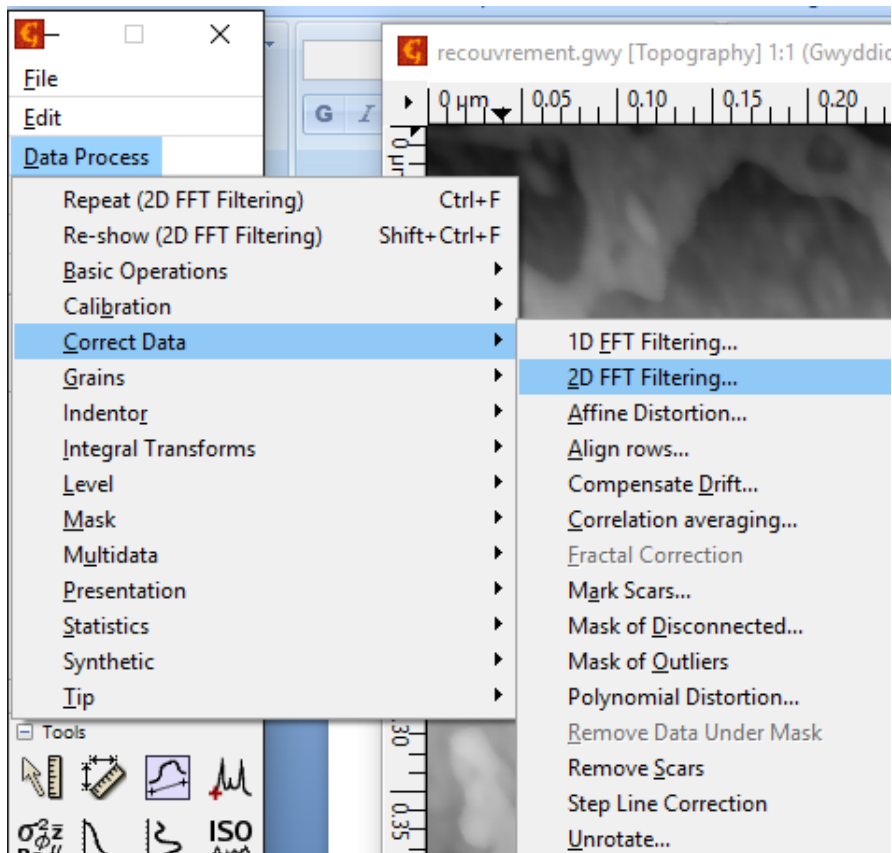 File
Edit
Data Process
recouvrement.gwy [Topography] 1:1 (Gwyddio
G I
0 µm 0.05 0.10 0.15 0.20
Repeat (2D FFT Filtering) Ctrl+F
Re-show (2D FFT Filtering) Shift+Ctrl+F
Basic Operations
Calibration
Correct Data
Grains
Indentor
Integral Transforms
Level
Mask
Multidata
Presentation
Statistics
Synthetic
Tip
1D FFT Filtering...
2D FFT Filtering...
Affine Distortion...
Align rows...
Compensate Drift...
Correlation averaging...
Fractal Correction
Mark Scars...
Mask of Disconnected...
Mask of Outliers
Polynomial Distortion...
Remove Data Under Mask
Remove Scars
Step Line Correction
Unrotate...
Tools
ISO
0.35